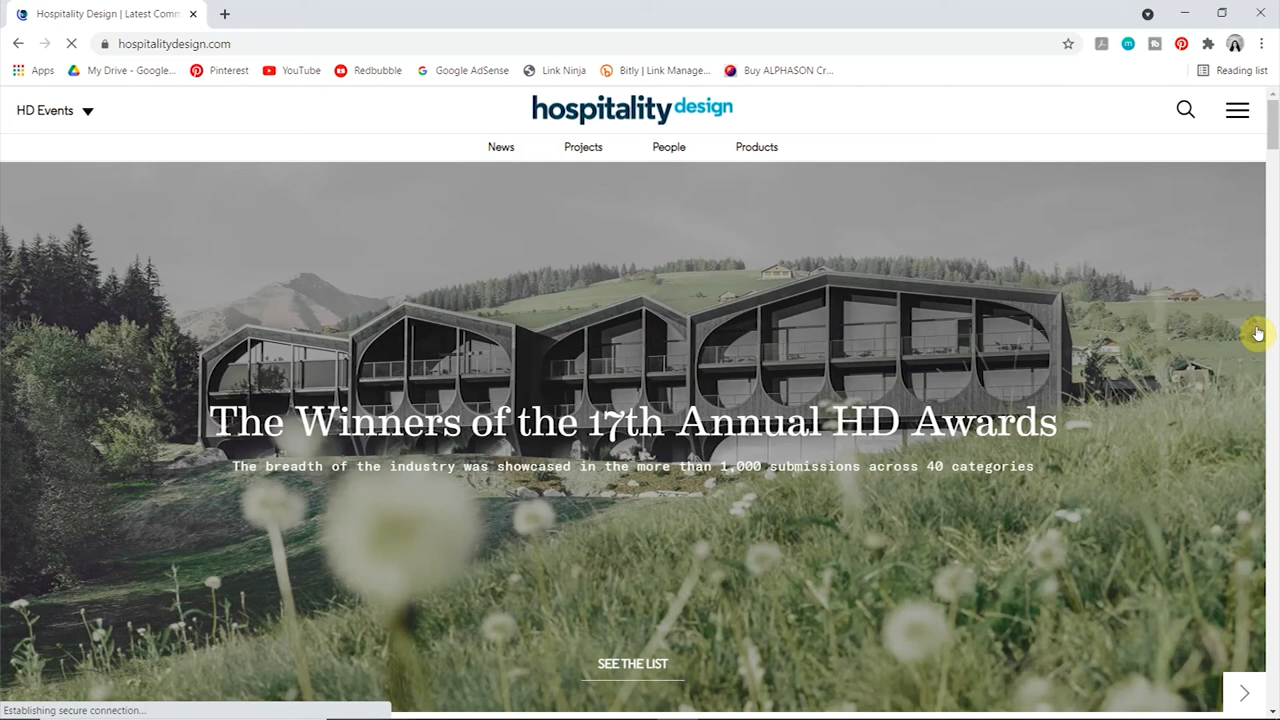 Hospitality Design | Latest Comm
hospitalitydesign.com
Apps
My Drive - Google...
Pinterest
YouTube
Redbubble
Google AdSense
Link Ninja
Bitly | Link Manage...
Buy ALPHASON Cr...
Reading list
HD Events
hospitality design
News
Projects
People
Products
The Winners of the 17th Annual HD Awards
The breadth of the industry was showcased in the more than 1,000 submissions across 40 categories
SEE THE LIST
Establishing secure connection...